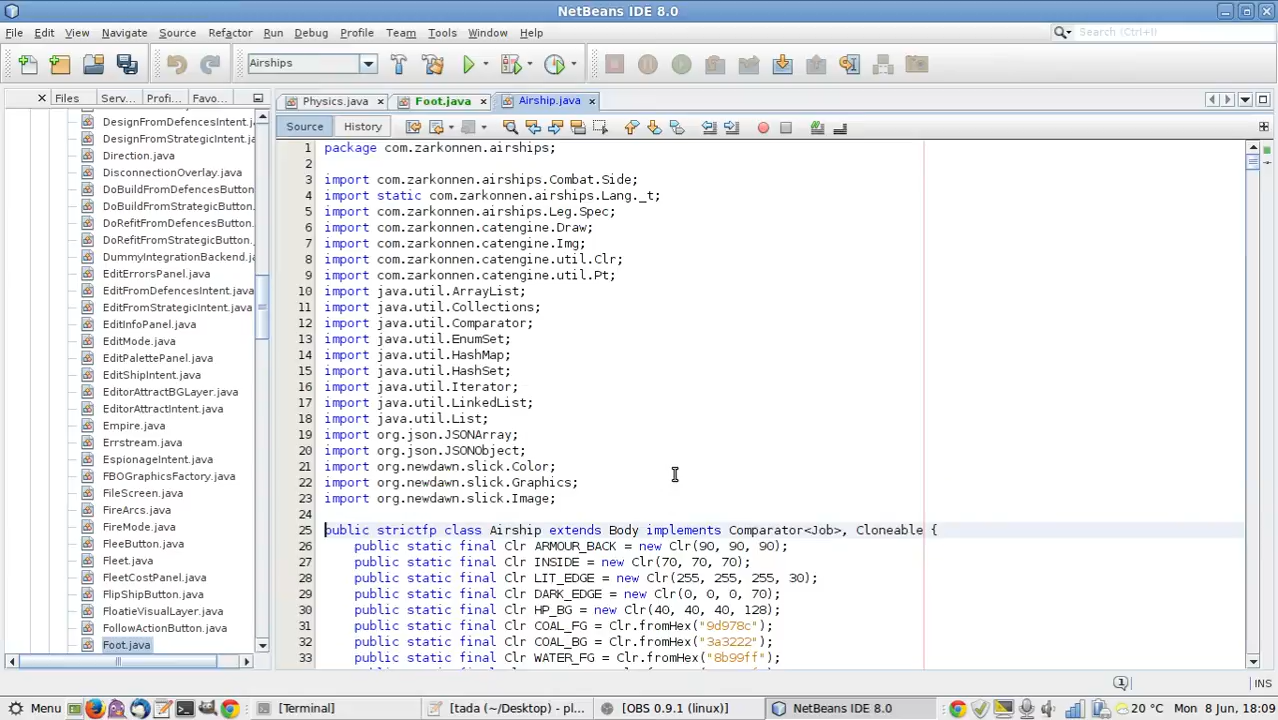 NetBeans IDE 8.0
File Edit View Navigate Source Refactor Run Debug Profile Team Tools Window Help
Search (Ctrl+I)
Airships
Files Serv... Profi... Favo...
Physics.java Foot.java Airship.java
Source History
DesignFromDefencesIntent.
DesignFromStrategicIntent.
Direction.java
DisconnectionOverlay.java
DoBuildFromDefencesButton
DoBuildFromStrategicButton
DoRefitFromDefencesButton.
DoRefitFromStrategicButton.
DummyIntegrationBackend.j
EditErrorsPanel.java
EditFromDefencesIntent.java
EditFromStrategicIntent.java
EditInfoPanel.java
EditMode.java
EditPalettePanel.java
EditShipIntent.java
EditorAttractBGLayer.java
EditorAttractIntent.java
Empire.java
Errstream.java
EspionageIntent.java
FBOGraphicsFactory.java
FileScreen.java
FireArcs.java
FireMode.java
FleeButton.java
Fleet.java
FleetCostPanel.java
FlipShipButton.java
FloatieVisualLayer.java
FollowActionButton.java
Foot.java
1 package com.zarkonnen.airships;
2
3 import com.zarkonnen.airships.Combat.Side;
4 import static com.zarkonnen.airships.Lang._t;
5 import com.zarkonnen.airships.Leg.Spec;
6 import com.zarkonnen.catengine.Draw;
7 import com.zarkonnen.catengine.Img;
8 import com.zarkonnen.catengine.util.Clr;
9 import com.zarkonnen.catengine.util.Pt;
10 import java.util.ArrayList;
11 import java.util.Collections;
12 import java.util.Comparator;
13 import java.util.EnumSet;
14 import java.util.HashMap;
15 import java.util.HashSet;
16 import java.util.Iterator;
17 import java.util.LinkedList;
18 import java.util.List;
19 import org.json.JSONArray;
20 import org.json.JSONObject;
21 import org.newdawn.slick.Color;
22 import org.newdawn.slick.Graphics;
23 import org.newdawn.slick.Image;
24
25 public strictfp class Airship extends Body implements Comparator<Job>, Cloneable {
26 public static final Clr ARMOUR_BACK = new Clr(90, 90, 90);
27 public static final Clr INSIDE = new Clr(70, 70, 70);
28 public static final Clr LIT_EDGE = new Clr(255, 255, 255, 30);
29 public static final Clr DARK_EDGE = new Clr(0, 0, 0, 70);
30 public static final Clr HP_BG = new Clr(40, 40, 40, 128);
31 public static final Clr COAL_FG = Clr.fromHex("9d978c");
32 public static final Clr COAL_BG = Clr.fromHex("3a3222");
33 public static final Clr WATER_FG = Clr.fromHex("8b99ff");
1 INS
Menu [Terminal] [tada (~/Desktop) - pl... [OBS 0.9.1 (linux)] NetBeans IDE 8.0 20 °C Mon 8 Jun, 18:09